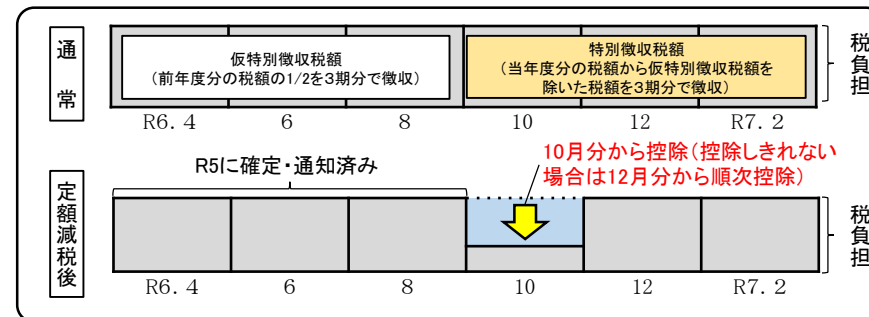 通常
仮特別徴収税額
(前年度分の税額の1/2を3期分で徴収)
特別徴収税額
(当年度分の税額から仮特別徴収税額を
除いた税額を3期分で徴収)
税負担
R6.4 6 8 10 12 R7.2
R5に確定・通知済み
10月分から控除(控除しきれない
場合は12月分から順次控除)
定額減税後
税負担
R6.4 6 8 10 12 R7.2